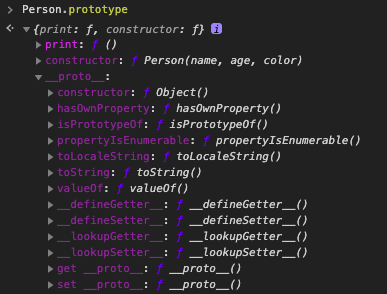 > Person.prototype
{print: ƒ, constructor: ƒ} i
print: ƒ ()
constructor: ƒ Person(name, age, color)
__proto__:
constructor: ƒ Object()
hasOwnProperty: ƒ hasOwnProperty()
isPrototypeOf: ƒ isPrototypeOf()
propertyIsEnumerable: ƒ propertyIsEnumerable()
toLocaleString: ƒ toLocaleString()
toString: ƒ toString()
valueOf: ƒ valueOf()
__defineGetter__: ƒ __defineGetter__()
__defineSetter__: ƒ __defineSetter__()
__lookupGetter__: ƒ __lookupGetter__()
__lookupSetter__: ƒ __lookupSetter__()
get __proto__: ƒ __proto__()
set __proto__: ƒ __proto__()